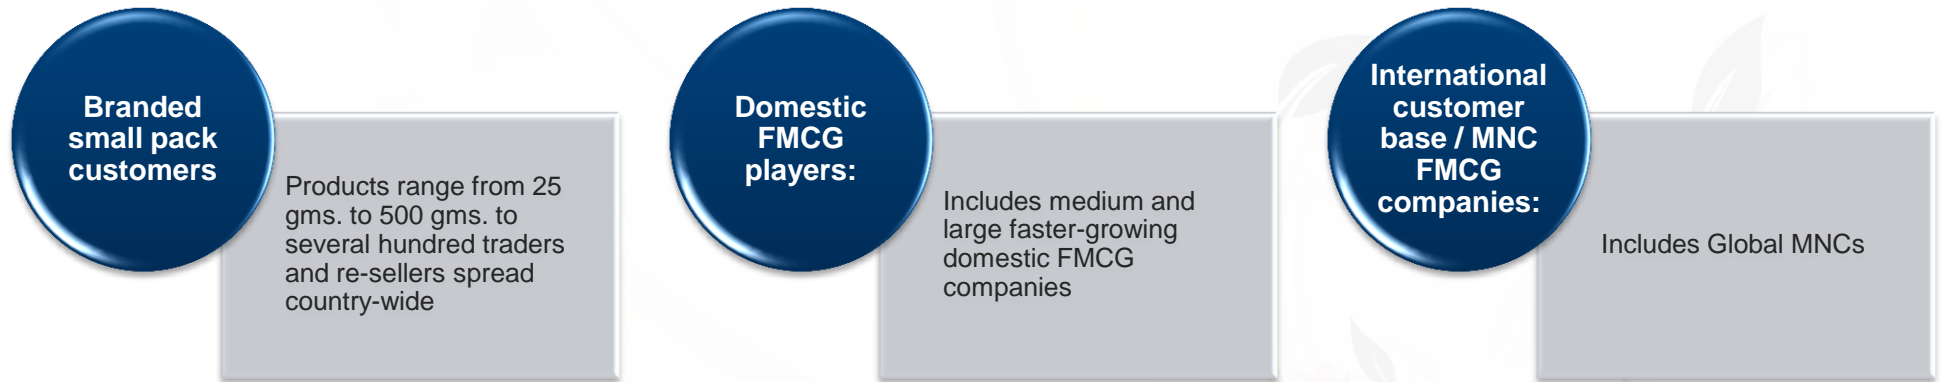 Branded
small pack
customers
Products range from 25
gms. to 500 gms. to
several hundred traders
and re-sellers spread
country-wide
Domestic
FMCG
players:
Includes medium and
large faster-growing
domestic FMCG
companies
International
customer
base / MNC
FMCG
companies:
Includes Global MNCs